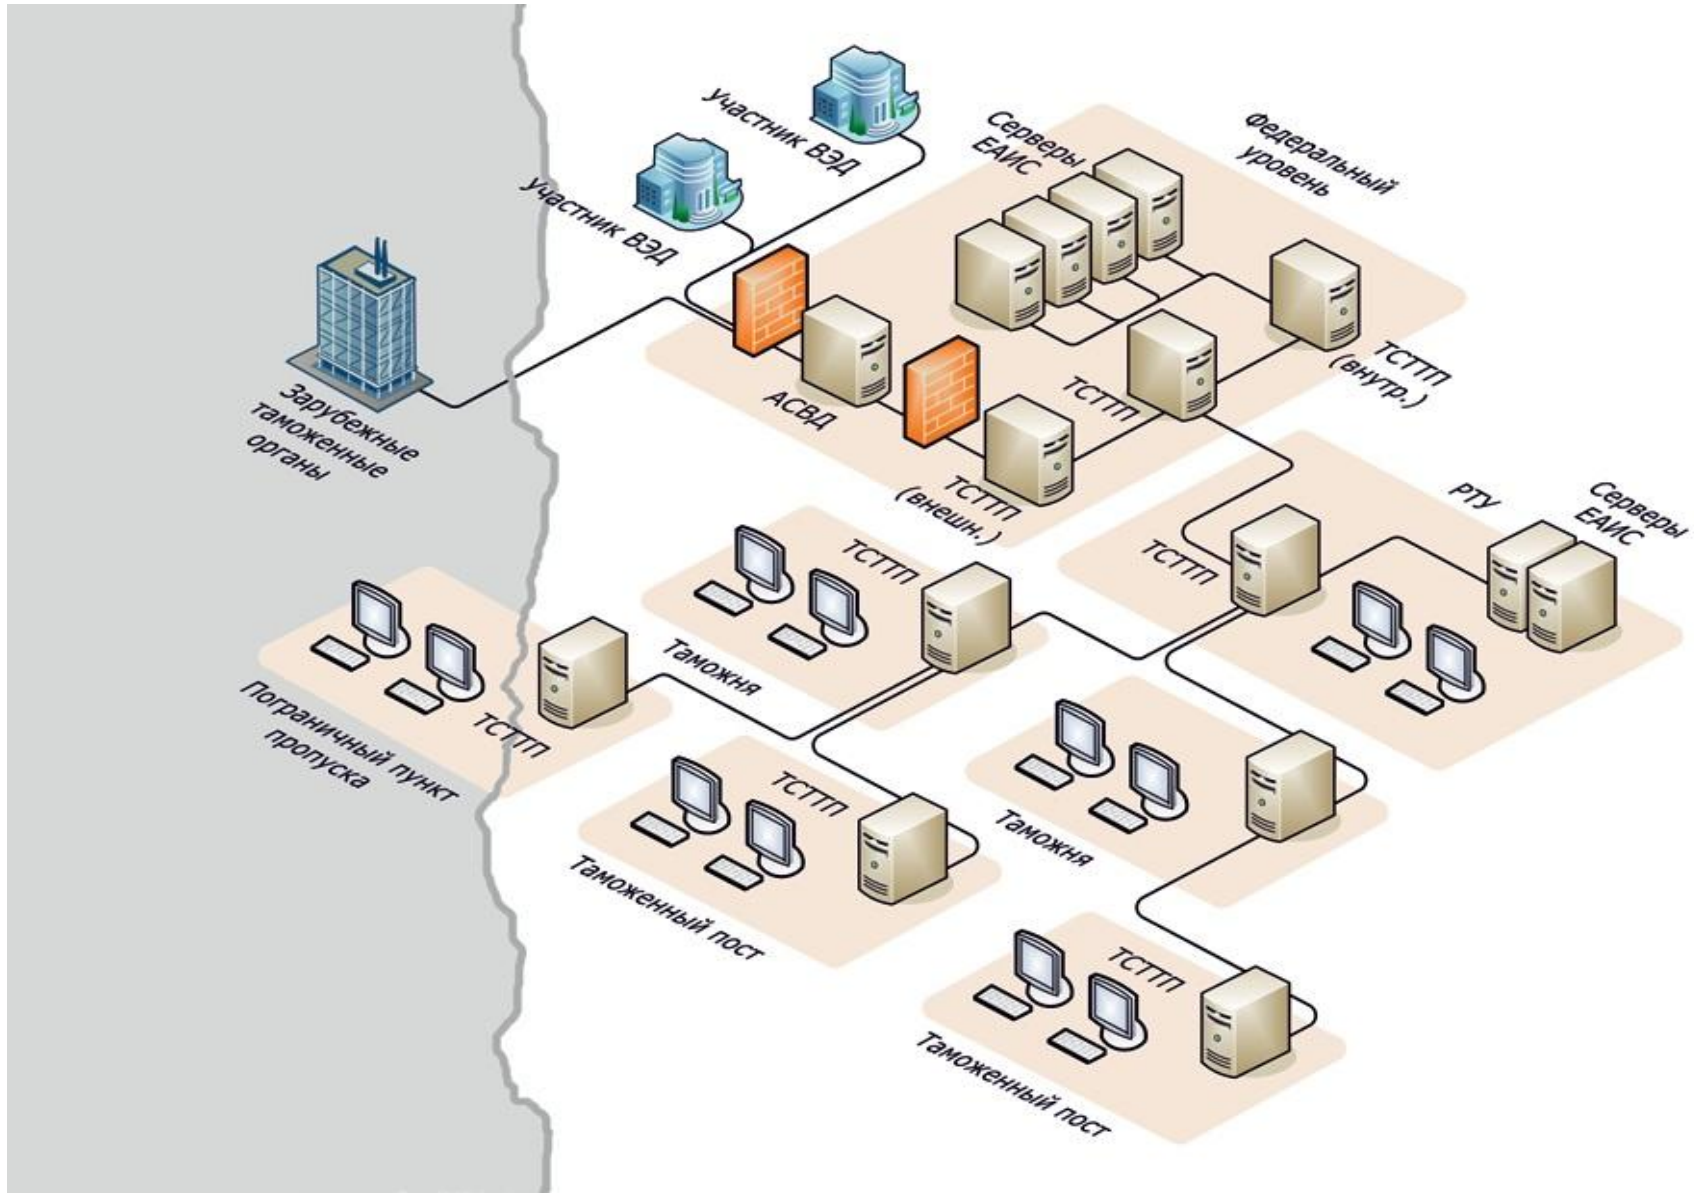 Участник ВЭД
Участник ВЭД
Серверы
ЕАИС
Федеральный
уровень
Зарубежные
таможенные
органы
АСВД
ТСТТП
ТСТТП
(внутр.)
ТСТТП
(внешн.)
РТУ
Серверы
ЕАИС
ТСТТП
ТСТТП
Таможня
Пограничный пункт
пропуска
ТСТТП
ТСТТП
Таможенный пост
Таможня
ТСТТП
Таможенный пост